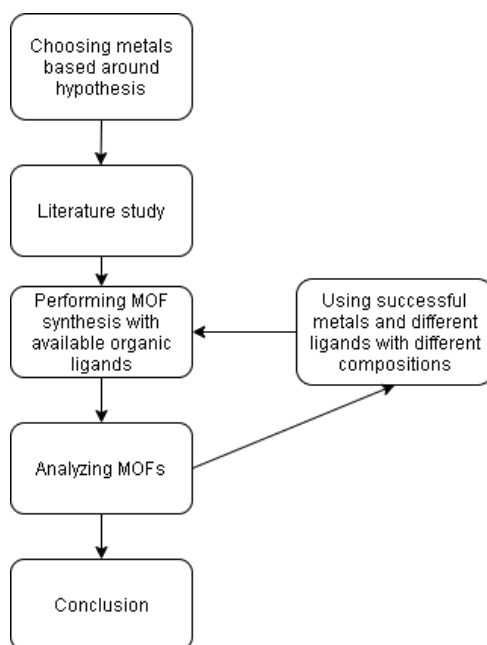 Choosing metals
based around
hypothesis
Literature study
Performing MOF
synthesis with
available organic
ligands
Using successful
metals and different
ligands with different
compositions
Analyzing MOFs
Conclusion